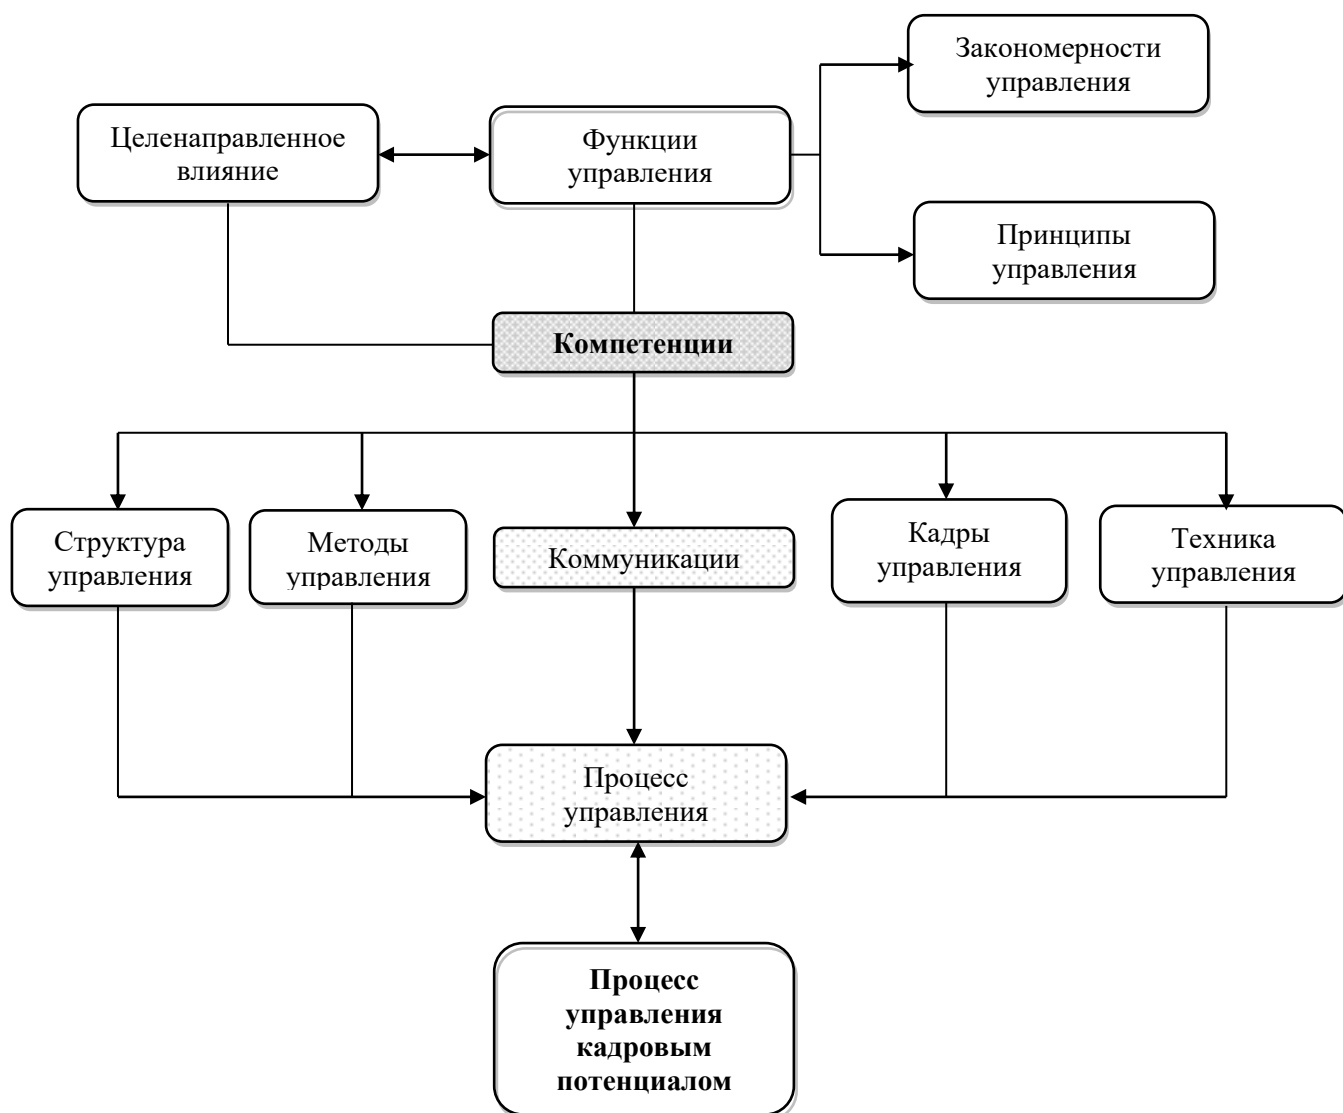 Закономерности
управления
Целенаправленное
влияние
Функции
управления
Принципы
управления
Компетенции
Структура
управления
Методы
управления
Коммуникации
Кадры
управления
Техника
управления
Процесс
управления
Процесс
управления
кадровым
потенциалом